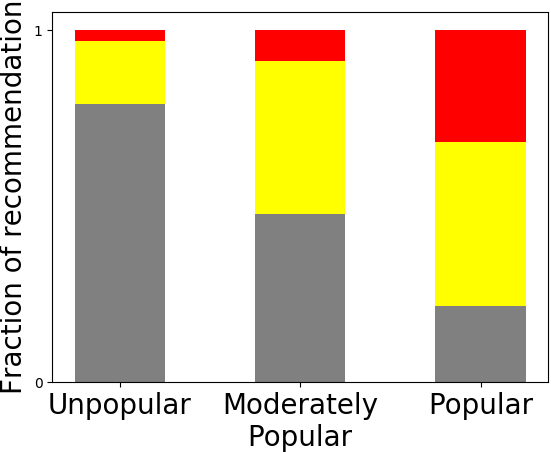 Fraction of recommendation
1
0
Unpopular
Moderately
Popular
Popular